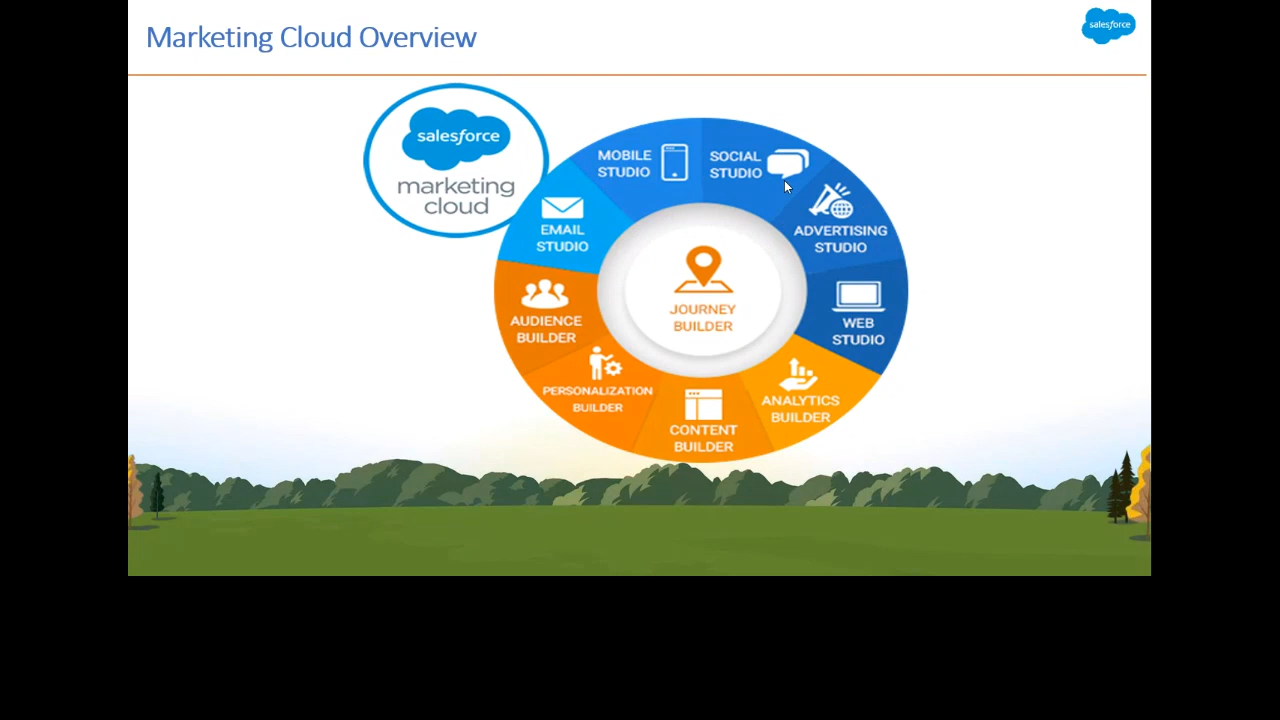 Marketing Cloud Overview
salesforce
salesforce
marketing
cloud
MOBILE
STUDIO
SOCIAL
STUDIO
EMAIL
STUDIO
ADVERTISING
STUDIO
AUDIENCE
BUILDER
JOURNEY
BUILDER
WEB
STUDIO
PERSONALIZATION
BUILDER
CONTENT
BUILDER
ANALYTICS
BUILDER